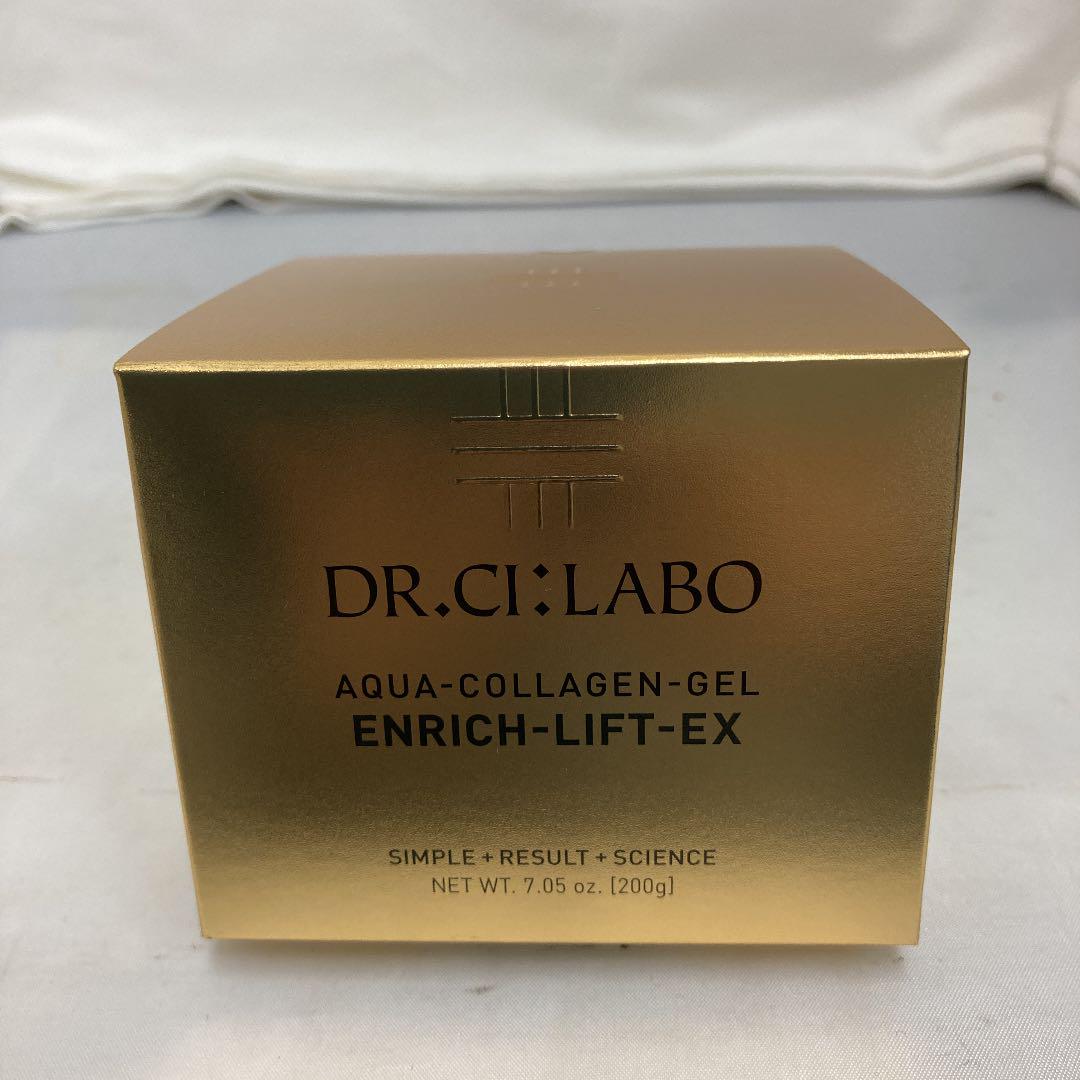 DR.CI:LABO
AQUA-COLLAGEN-GEL
ENRICH-LIFT-EX
SIMPLE + RESULT + SCIENCE
NET WT. 7.05 oz. [200g]